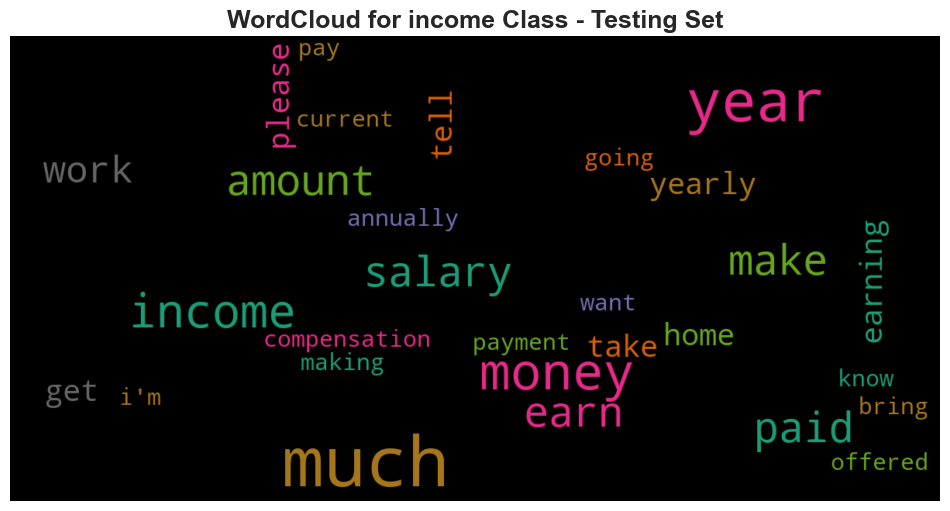 WordCloud for income Class - Testing Set
please
pay
current
tell
year
work
amount
going
yearly
annually
salary
make
earning
income
want
compensation
making
payment
take
home
money
get
i'm
know
bring
earn
paid
much
offered